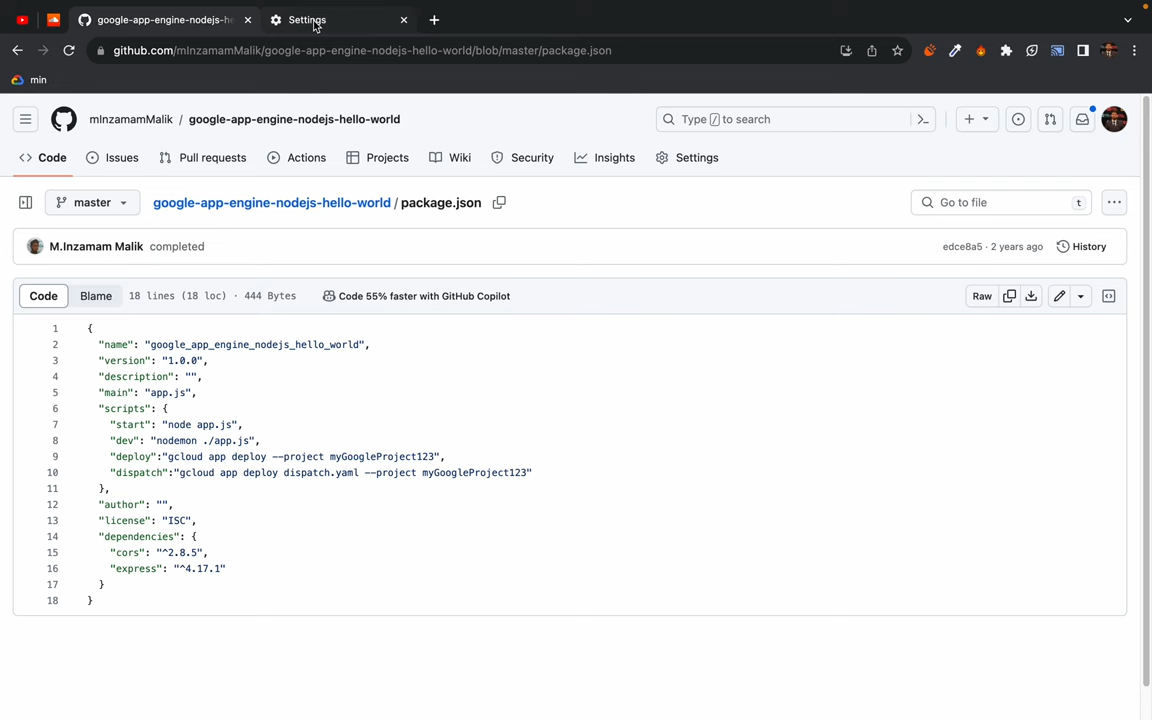 google-app-engine-nodejs-he
Settings
github.com/mInzamamMalik/google-app-engine-nodejs-hello-world/blob/master/package.json
min
mInzamamMalik / google-app-engine-nodejs-hello-world
Type / to search
Code
Issues
Pull requests
Actions
Projects
Wiki
Security
Insights
Settings
master
google-app-engine-nodejs-hello-world / package.json
Go to file
t
M.Inzamam Malik completed
edce8a5 · 2 years ago
History
Code
Blame
18 lines (18 loc) · 444 Bytes
Code 55% faster with GitHub Copilot
Raw
1 {
2 "name": "google_app_engine_nodejs_hello_world",
3 "version": "1.0.0",
4 "description": "",
5 "main": "app.js",
6 "scripts": {
7 "start": "node app.js",
8 "dev": "nodemon ./app.js",
9 "deploy":"gcloud app deploy --project myGoogleProject123",
10 "dispatch":"gcloud app deploy dispatch.yaml --project myGoogleProject123"
11 },
12 "author": "",
13 "license": "ISC",
14 "dependencies": {
15 "cors": "^2.8.5",
16 "express": "^4.17.1"
17 }
18 }